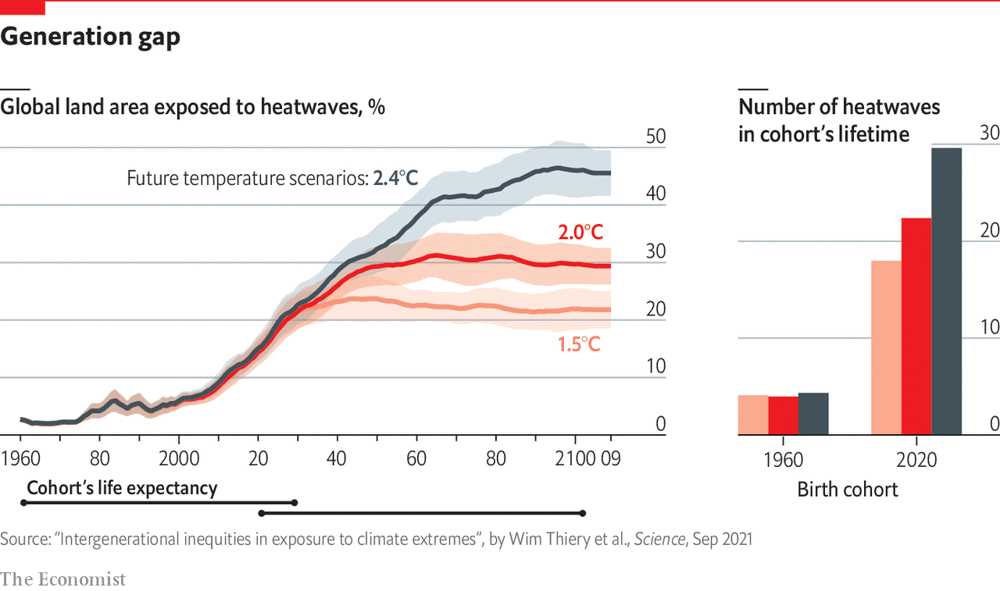 Generation gap
Global land area exposed to heatwaves, %
50
Future temperature scenarios: 2.4°C
40
2.0°C
30
20
1.5°C
10
0
1960 80 2000 20 40 60 80 2100 09
Cohort's life expectancy
Number of heatwaves
in cohort's lifetime
30
20
10
0
1960 2020
Birth cohort
Source: "Intergenerational inequities in exposure to climate extremes", by Wim Thiery et al., Science, Sep 2021
The Economist